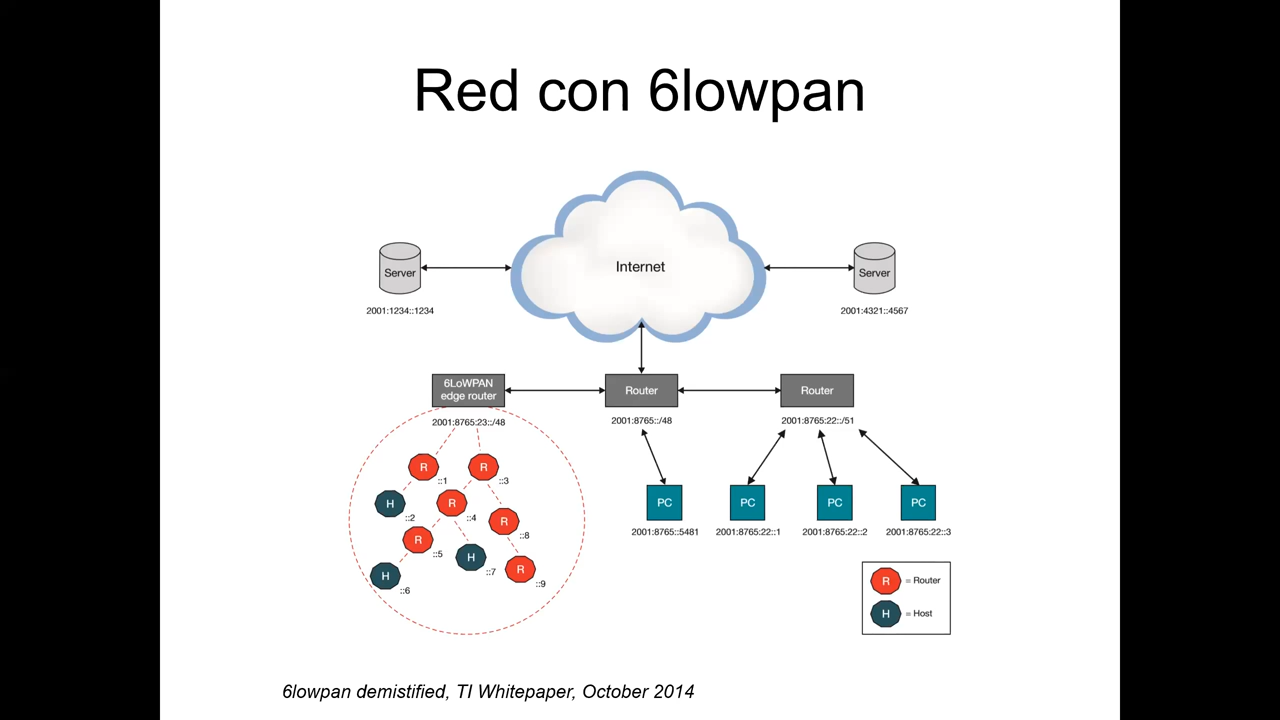 Red con 6lowpan
Internet
Server
Server
2001:1234::1234
2001:4321::4567
6LoWPAN
edge router
Router
Router
2001:8765:23::/48
2001:8765::/48
2001:8765:22::/51
R
::1
R
::3
H
::2
R
::4
R
::8
R
::5
H
::7
R
::9
H
::6
PC
PC
PC
PC
2001:8765::5481
2001:8765:22::1
2001:8765:22::2
2001:8765:22::3
R = Router
H = Host
6lowpan demistified, TI Whitepaper, October 2014